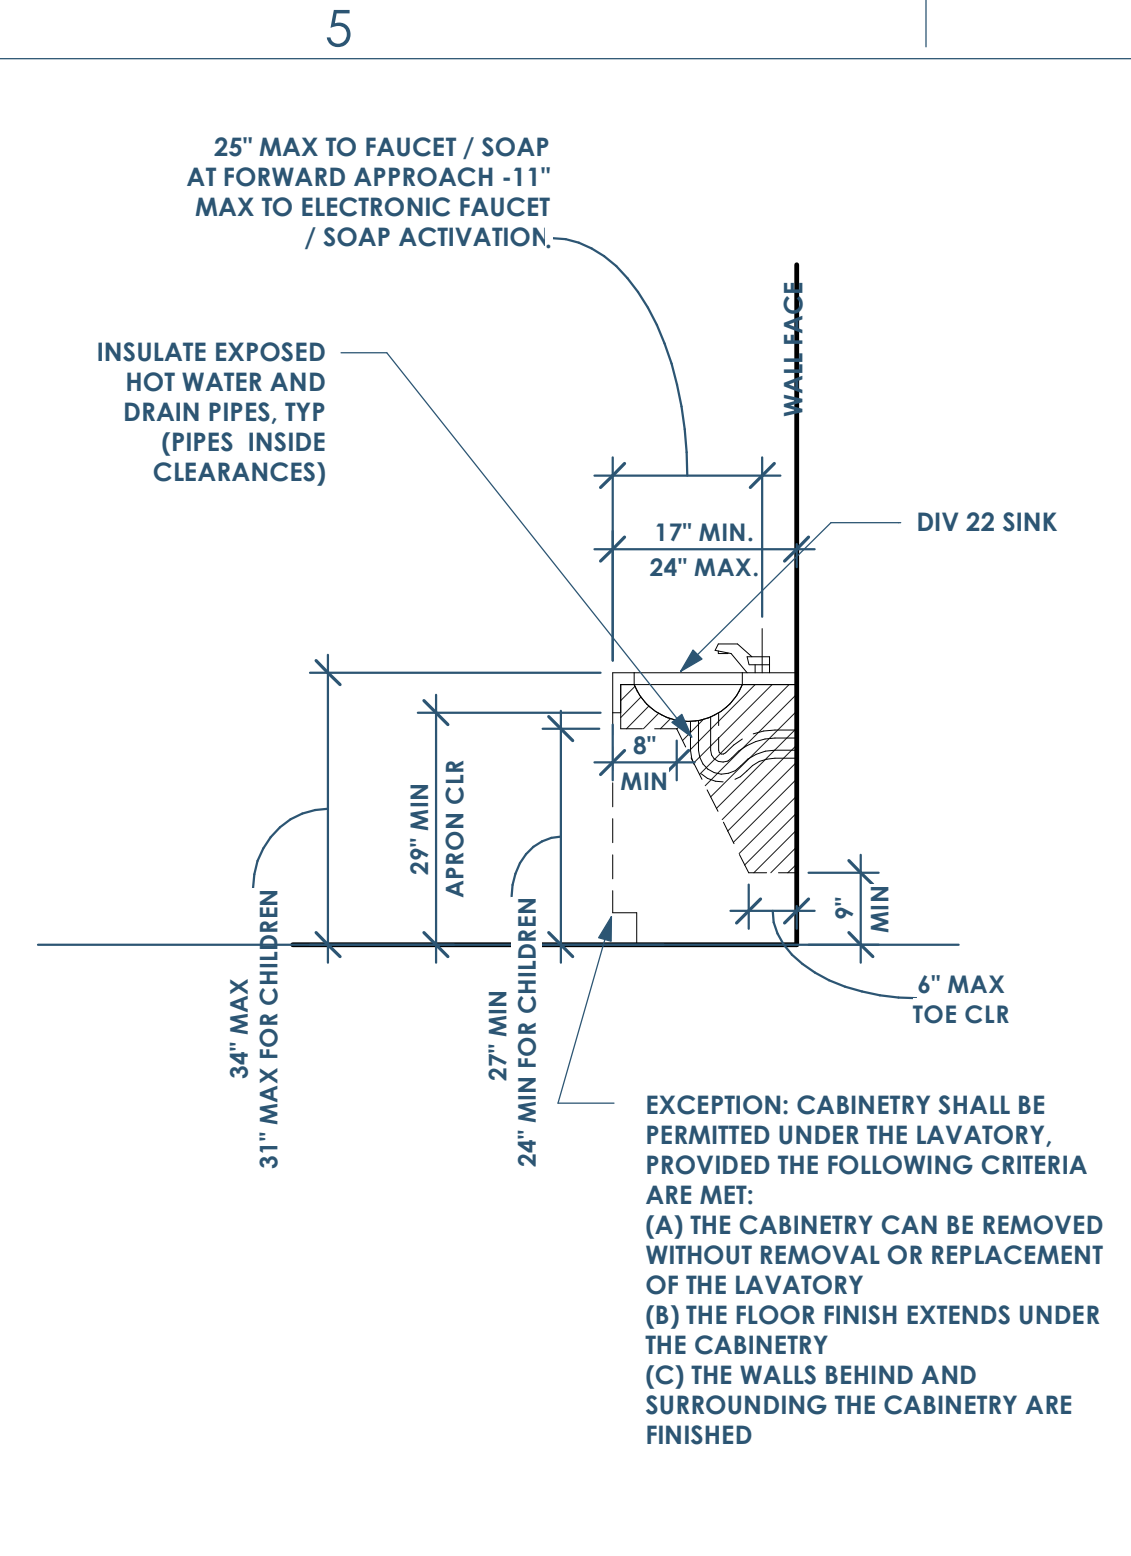 5
25" MAX TO FAUCET / SOAP
AT FORWARD APPROACH -11"
MAX TO ELECTRONIC FAUCET
/ SOAP ACTIVATION.
WALL FACE
INSULATE EXPOSED
HOT WATER AND
DRAIN PIPES, TYP
(PIPES INSIDE
CLEARANCES)
DIV 22 SINK
17" MIN.
24" MAX.
8"
MIN
29" MIN
APRON CLR
9"
MIN
34" MAX
31" MAX FOR CHILDREN
27" MIN
24" MIN FOR CHILDREN
6" MAX
TOE CLR
EXCEPTION: CABINETRY SHALL BE
PERMITTED UNDER THE LAVATORY,
PROVIDED THE FOLLOWING CRITERIA
ARE MET:
(A) THE CABINETRY CAN BE REMOVED
WITHOUT REMOVAL OR REPLACEMENT
OF THE LAVATORY
(B) THE FLOOR FINISH EXTENDS UNDER
THE CABINETRY
(C) THE WALLS BEHIND AND
SURROUNDING THE CABINETRY ARE
FINISHED